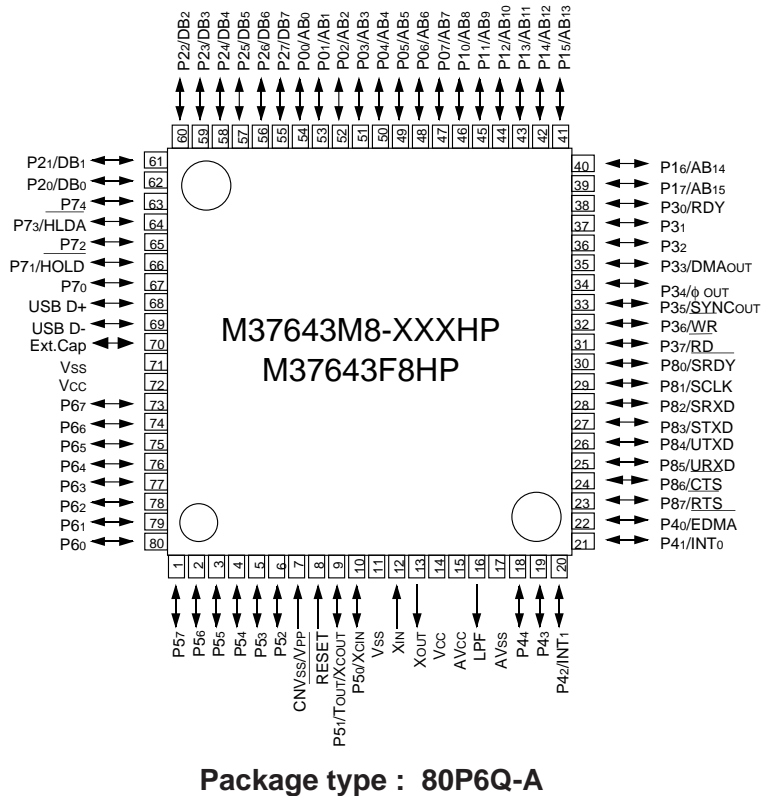 P22/DB2
P23/DB3
P24/DB4
P25/DB5
P26/DB6
P27/DB7
P00/AB0
P01/AB1
P02/AB2
P03/AB3
P04/AB4
P05/AB5
P06/AB6
P07/AB7
P10/AB8
P11/AB9
P12/AB10
P13/AB11
P14/AB12
P15/AB13
60 59 58 57 56 55 54 53 52 51 50 49 48 47 46 45 44 43 42 41
P21/DB1 61
P20/DB0 62
P74 63
P73/HLDA 64
P72 65
P71/HOLD 66
P70 67
USB D+ 68
USB D- 69
Ext.Cap 70
VSS 71
VCC 72
P67 73
P66 74
P65 75
P64 76
P63 77
P62 78
P61 79
P60 80
M37643M8-XXXHP
M37643F8HP
40 P16/AB14
39 P17/AB15
38 P30/RDY
37 P31
36 P32
35 P33/DMAOUT
34 P34/ϕ OUT
33 P35/SYNCOUT
32 P36/WR
31 P37/RD
30 P80/SRDY
29 P81/SCLK
28 P82/SRXD
27 P83/STXD
26 P84/UTXD
25 P85/URXD
24 P86/CTS
23 P87/RTS
22 P40/EDMA
21 P41/INT0
1 2 3 4 5 6 7 8 9 10 11 12 13 14 15 16 17 18 19 20
P57
P56
P55
P54
P53
P52
CNVSS/VPP
RESET
P51/TOUT/XCOUT
P50/XCIN
VSS
XIN
XOUT
VCC
AVCC
LPF
AVSS
P44
P43
P42/INT1
Package type : 80P6Q-A